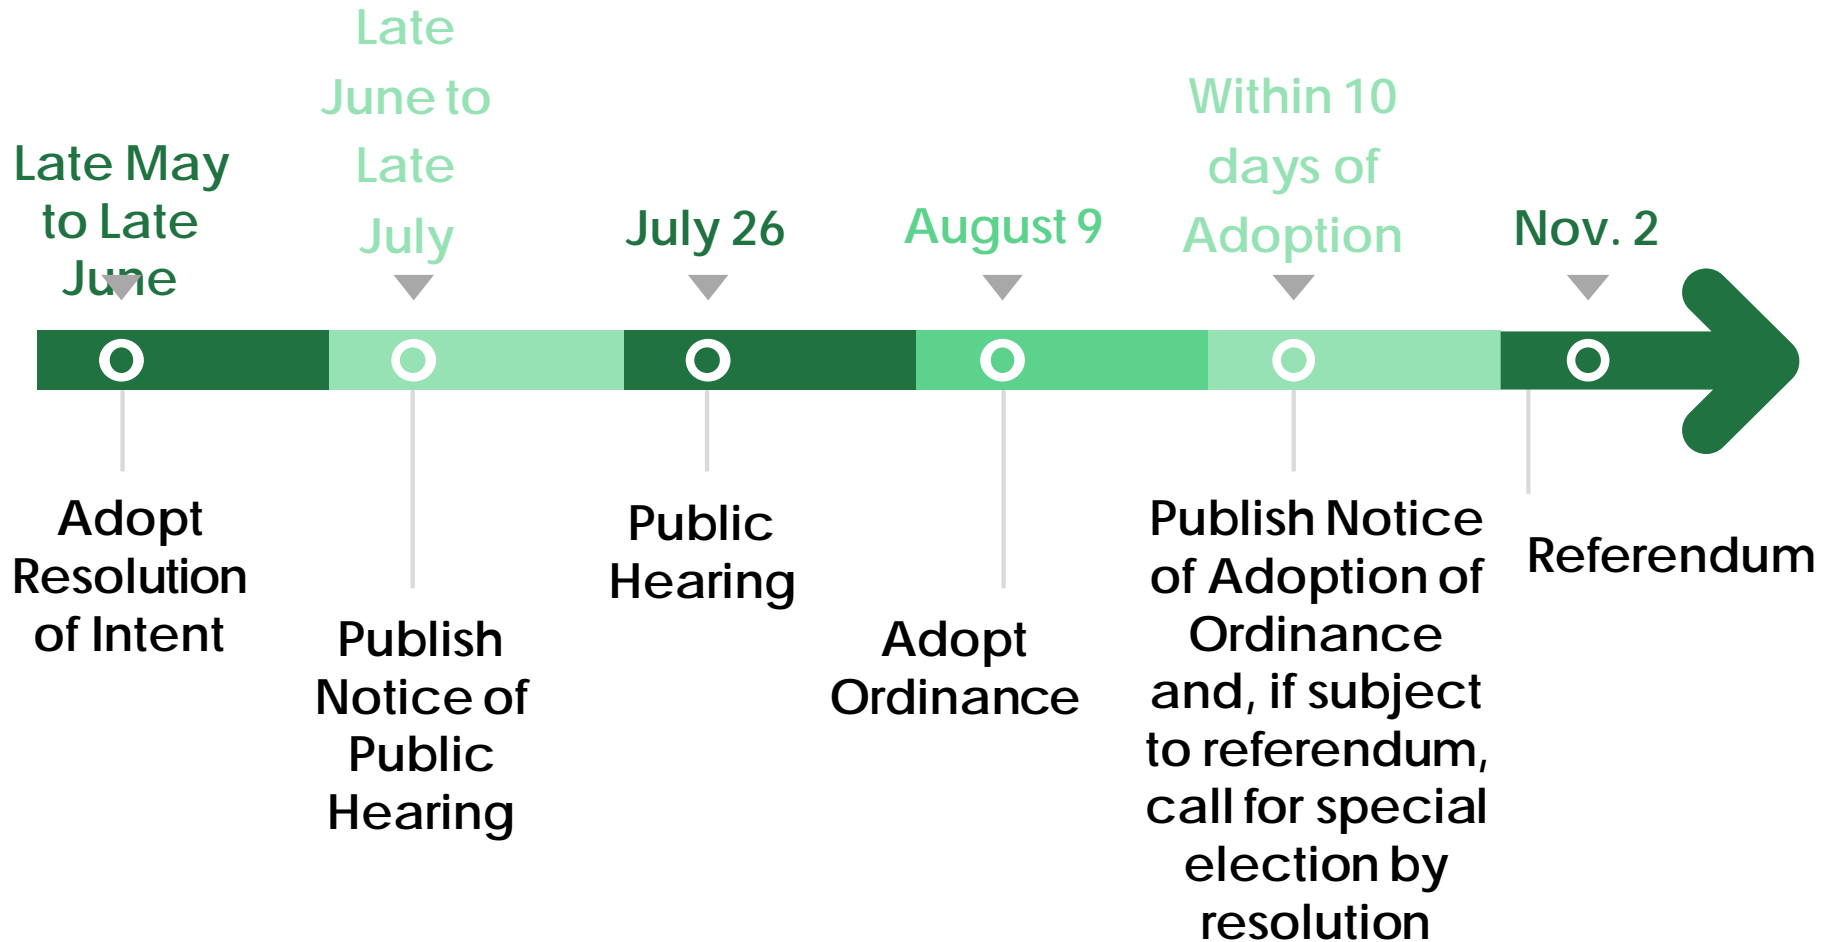 Late May
to Late
June
Late
June to
Late
July
July 26
August 9
Within 10
days of
Adoption
Nov. 2
Adopt
Resolution
of Intent
Publish
Notice of
Public
Hearing
Public
Hearing
Adopt
Ordinance
Publish Notice
of Adoption of
Ordinance
and, if subject
to referendum,
call for special
election by
resolution
Referendum